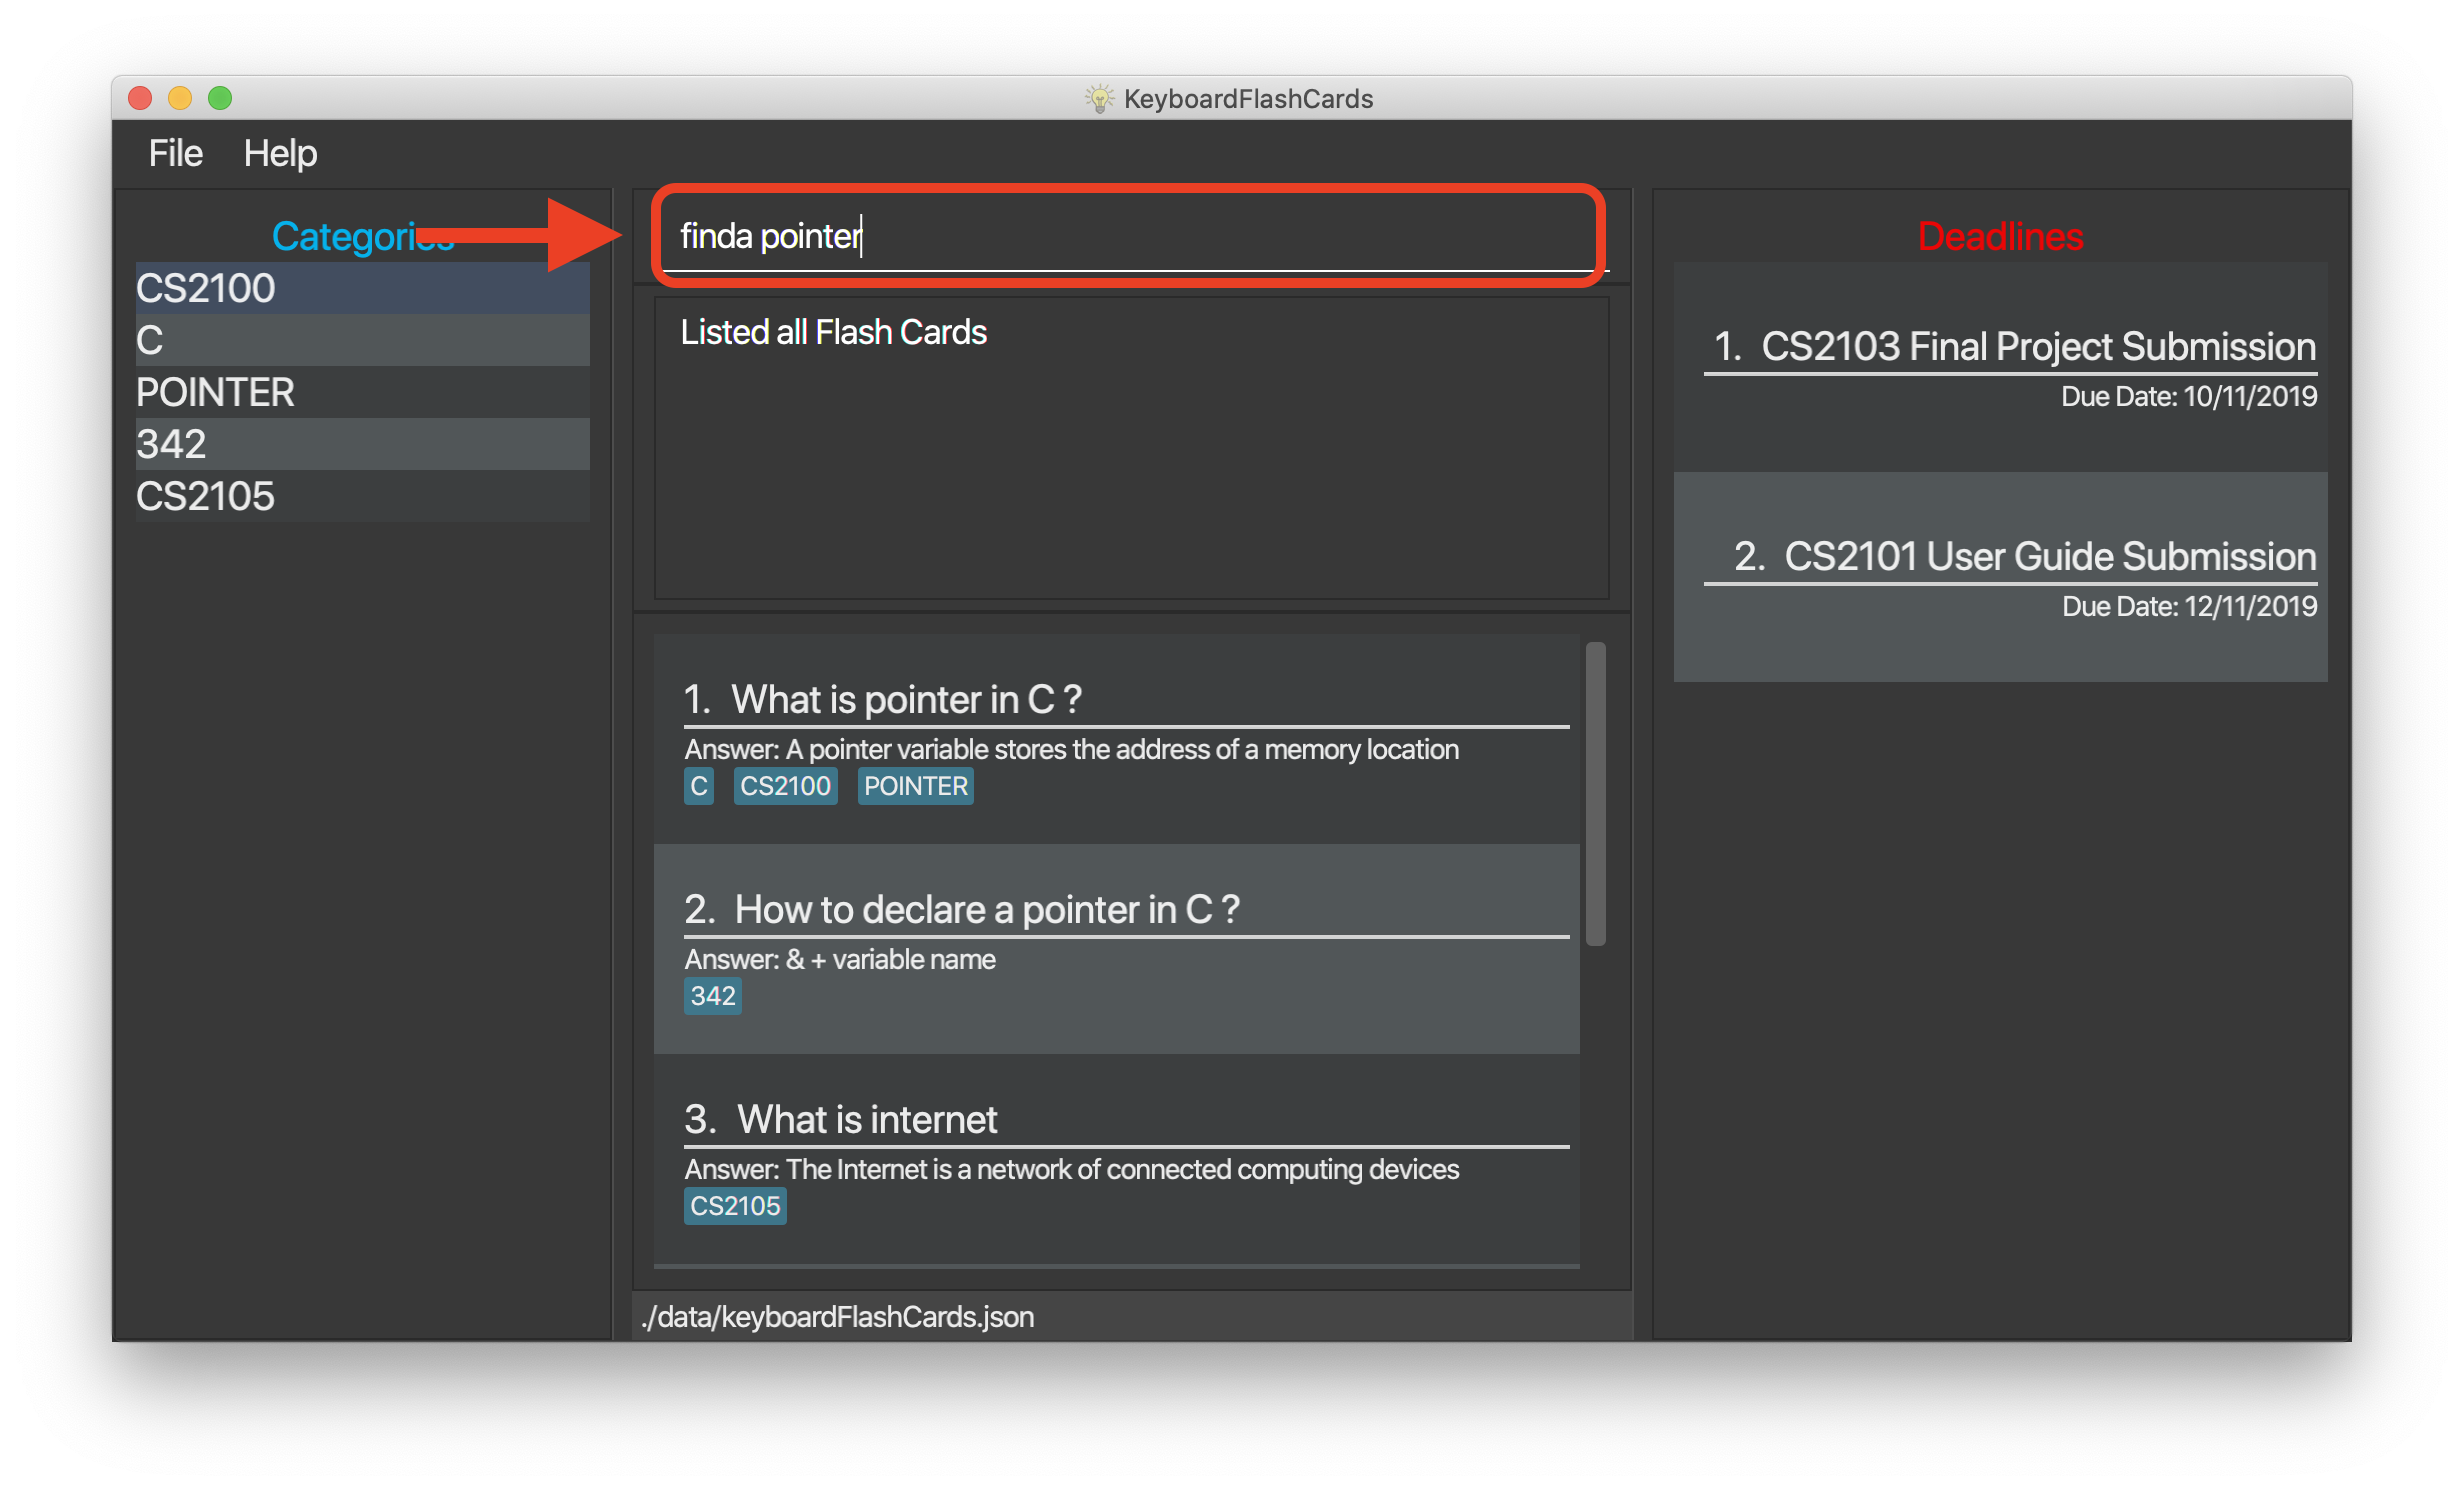 KeyboardFlashCards
File Help
Categories
CS2100
C
POINTER
342
CS2105
finda pointer
Listed all Flash Cards
1. What is pointer in C ?
Answer: A pointer variable stores the address of a memory location
C CS2100 POINTER
2. How to declare a pointer in C ?
Answer: & + variable name
342
3. What is internet
Answer: The Internet is a network of connected computing devices
CS2105
./data/keyboardFlashCards.json
Deadlines
1. CS2103 Final Project Submission
Due Date: 10/11/2019
2. CS2101 User Guide Submission
Due Date: 12/11/2019